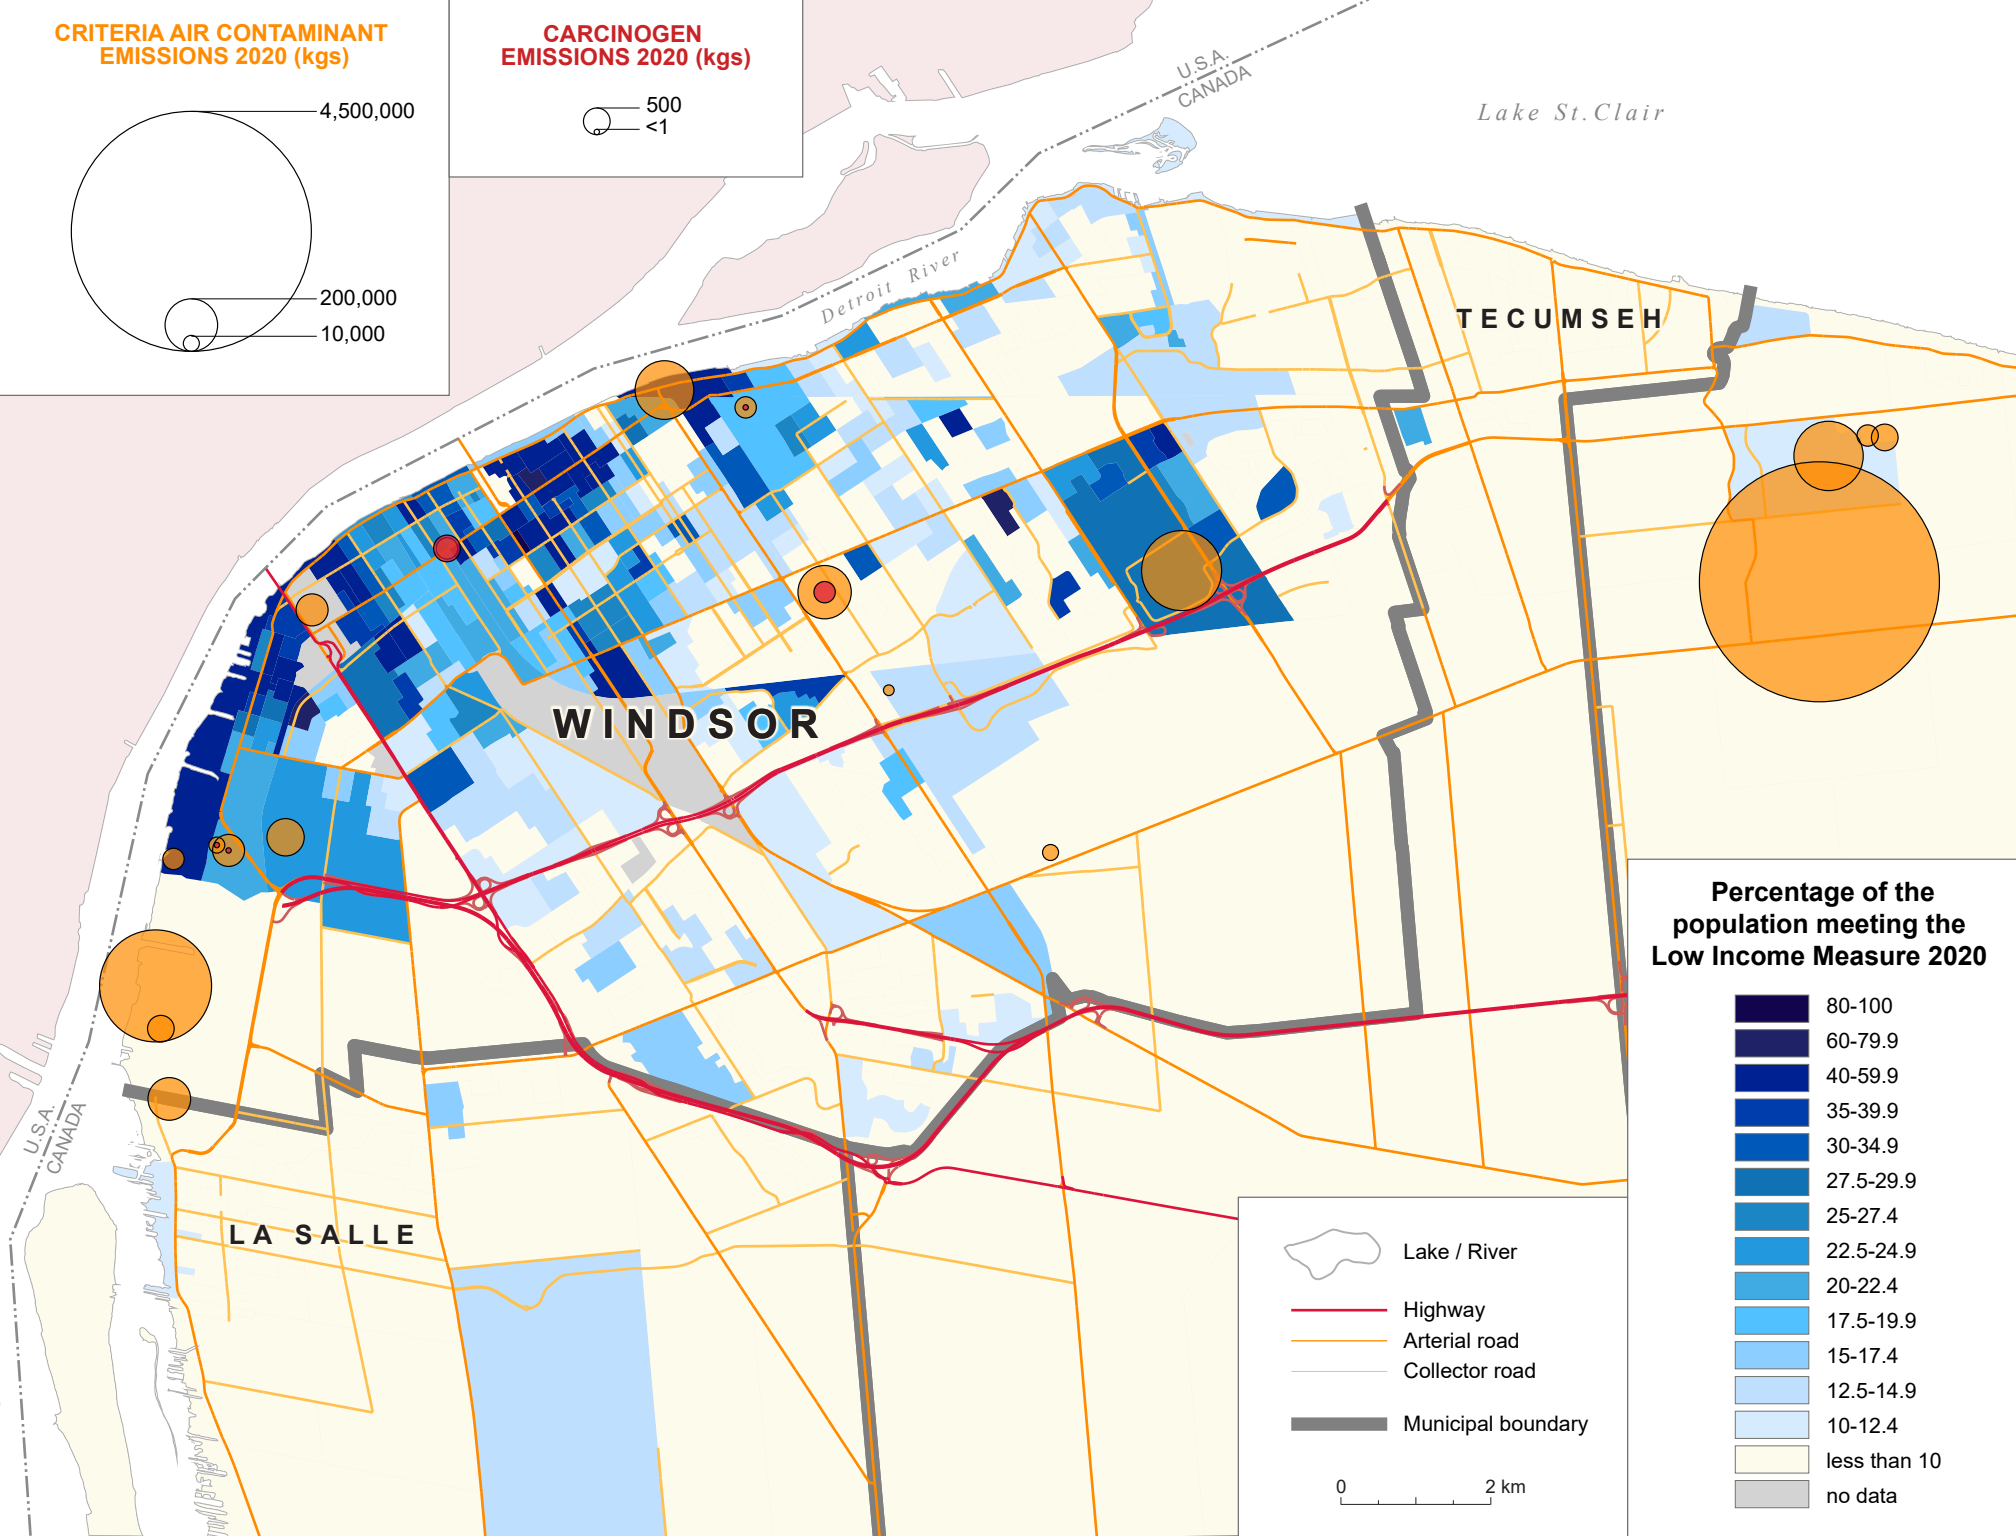 CRITERIA AIR CONTAMINANT
EMISSIONS 2020 (kgs)
4,500,000
200,000
10,000
CARCINOGEN
EMISSIONS 2020 (kgs)
500
<1
U.S.A.
CANADA
Lake St.Clair
Detroit River
TECUMSEH
WINDSOR
U.S.A.
CANADA
LA SALLE
Lake / River
Highway
Arterial road
Collector road
Municipal boundary
0 2 km
Percentage of the
population meeting the
Low Income Measure 2020
80-100
60-79.9
40-59.9
35-39.9
30-34.9
27.5-29.9
25-27.4
22.5-24.9
20-22.4
17.5-19.9
15-17.4
12.5-14.9
10-12.4
less than 10
no data